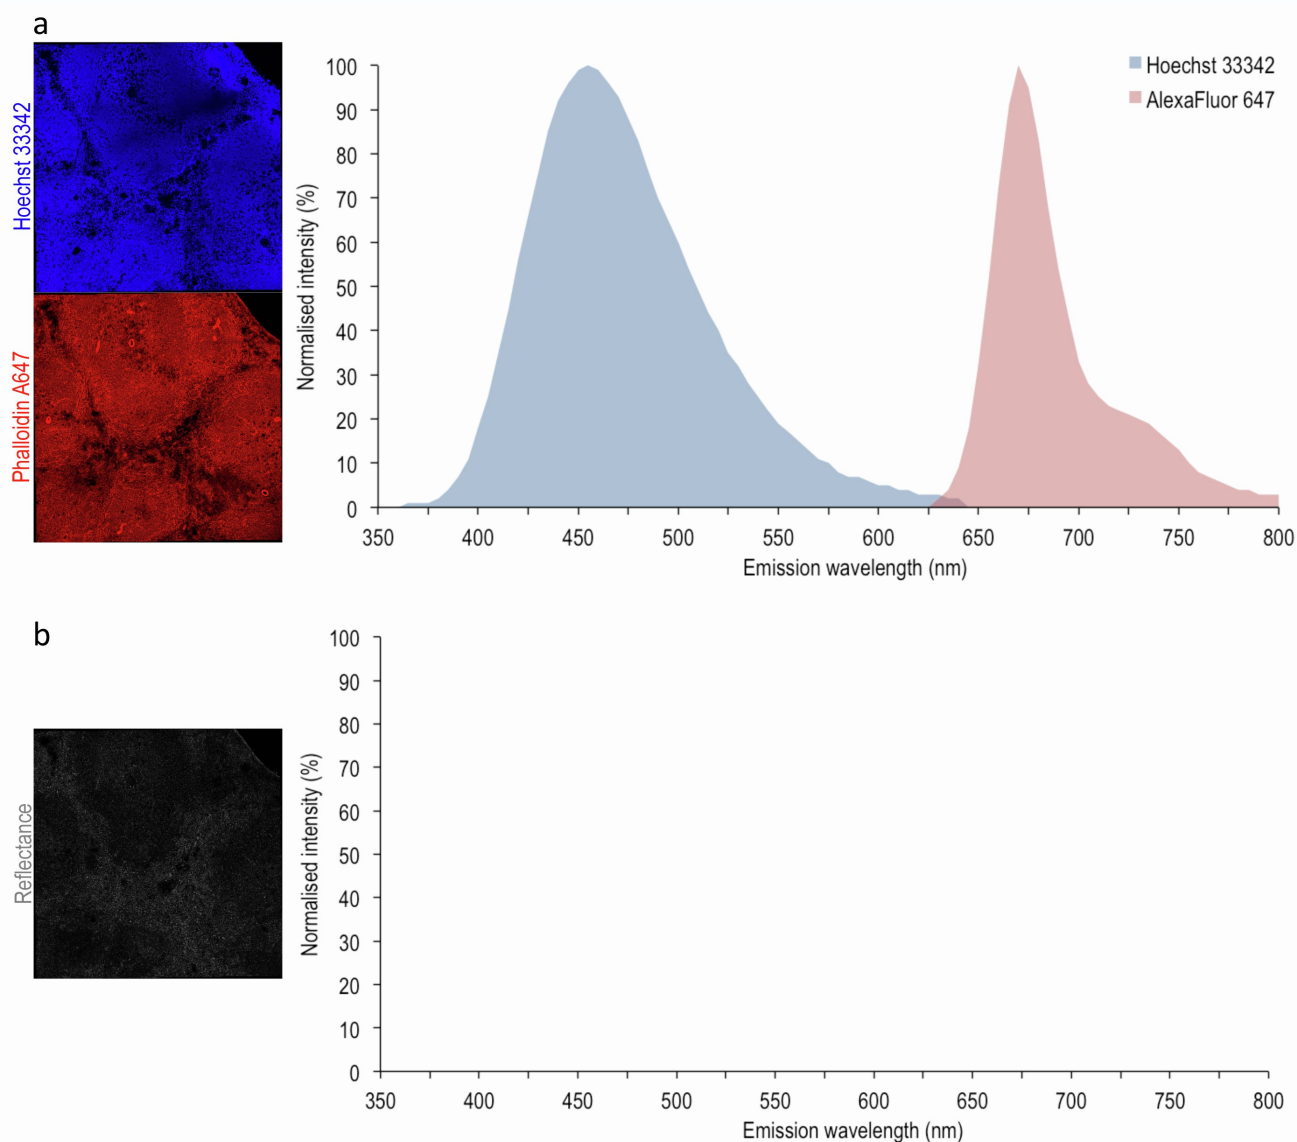 a
Hoechst 33342
Phalloidin A647
Normalised intensity (%)
100
90
80
70
60
50
40
30
20
10
0
350 400 450 500 550 600 650 700 750 800
Emission wavelength (nm)
Hoechst 33342
AlexaFluor 647
b
Reflectance
Normalised intensity (%)
100
90
80
70
60
50
40
30
20
10
0
350 400 450 500 550 600 650 700 750 800
Emission wavelength (nm)